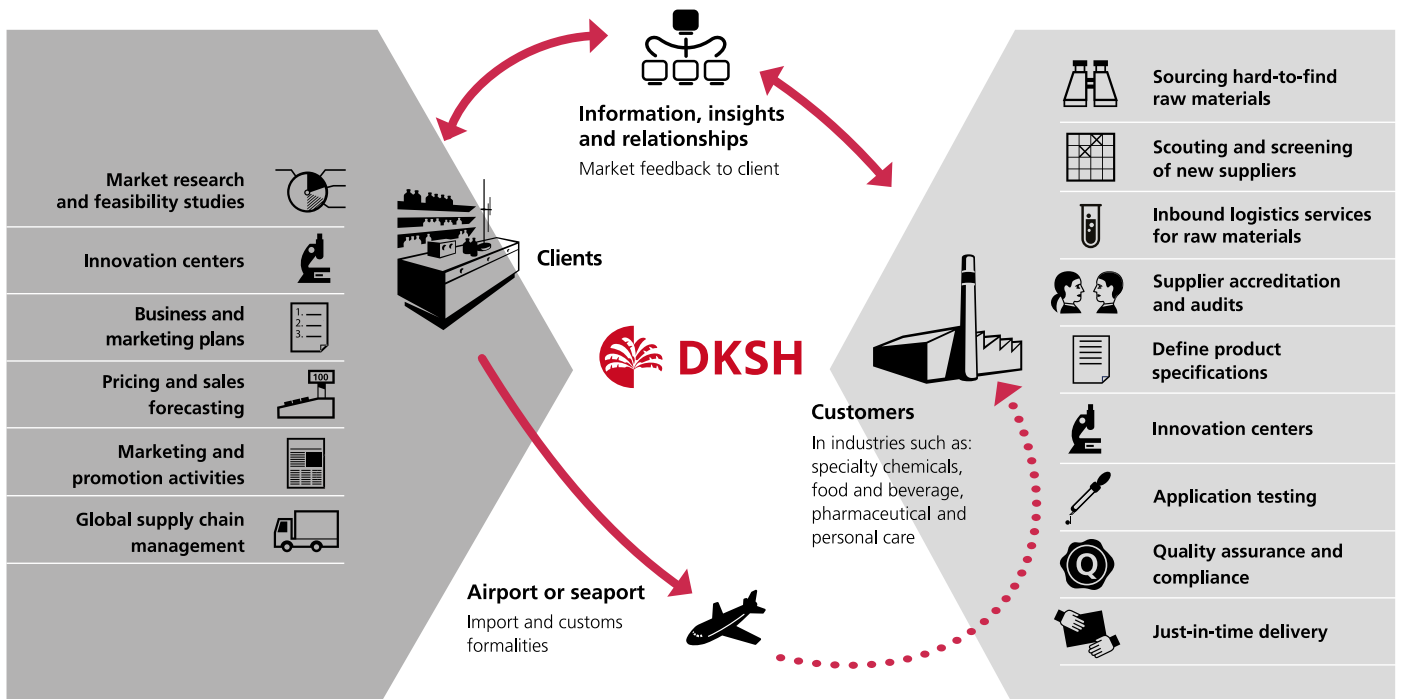 Information, insights
and relationships
Market feedback to client
Market research
and feasibility studies
Innovation centers
1.
2.
3.
Business and
marketing plans
100
Pricing and sales
forecasting
Marketing and
promotion activities
Global supply chain
management
Clients
DKSH
Airport or seaport
Import and customs
formalities
Customers
In industries such as:
specialty chemicals,
food and beverage,
pharmaceutical and
personal care
Sourcing hard-to-find
raw materials
Scouting and screening
of new suppliers
Inbound logistics services
for raw materials
Supplier accreditation
and audits
Define product
specifications
Innovation centers
Application testing
Q
Quality assurance and
compliance
Just-in-time delivery